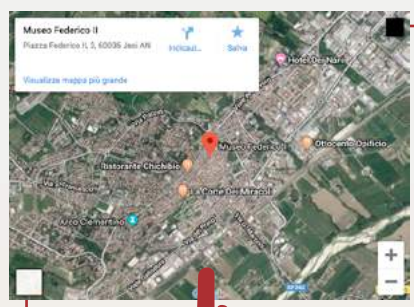 Museo Federico II
Piazza Federico II, 3, 60035 Jesi AN
Indicazi...
Salva
Visualizza mappa più grande
Hotel Dei Nani
Museo Federico II
Ottocento Opificio
Ristorante Chichibio
La Corte Dei Miracoli
Arco Clementino
+
−